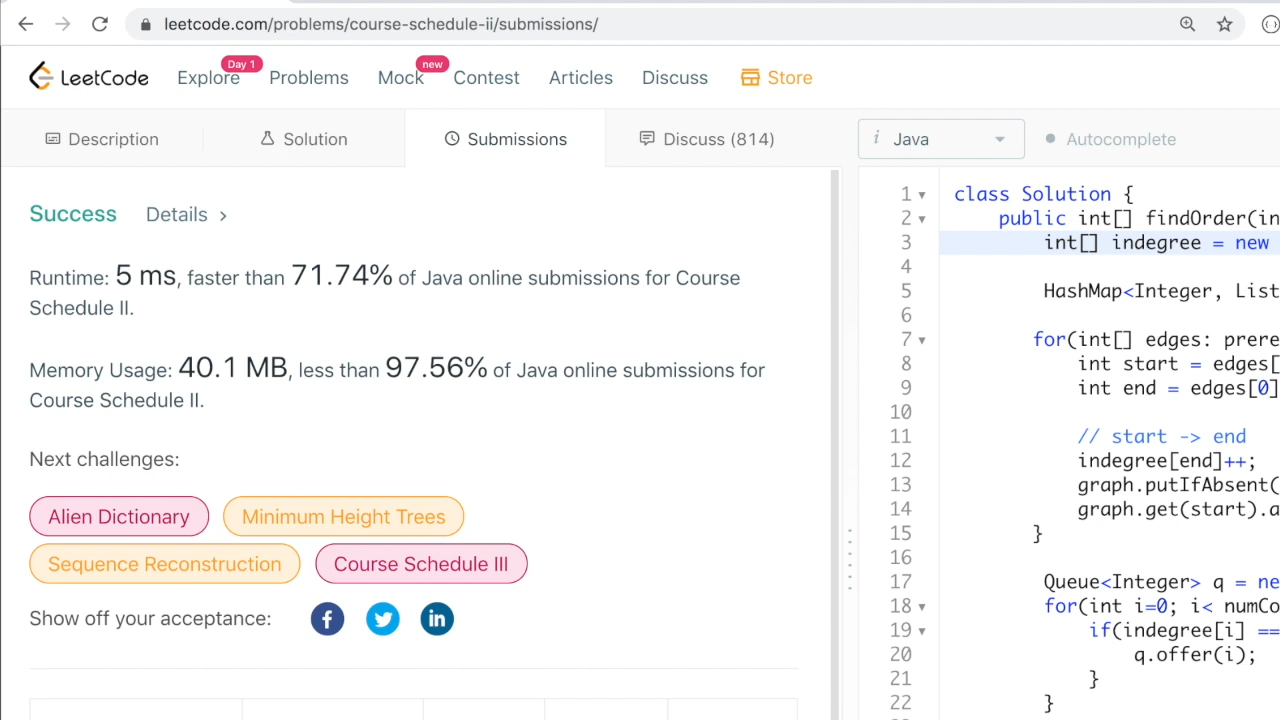 leetcode.com/problems/course-schedule-ii/submissions/
LeetCode
Explore
Day 1
Problems
Mock
new
Contest
Articles
Discuss
Store
Description
Solution
Submissions
Discuss (814)
i Java
Autocomplete
Success
Details >
Runtime: 5 ms, faster than 71.74% of Java online submissions for Course
Schedule II.
Memory Usage: 40.1 MB, less than 97.56% of Java online submissions for
Course Schedule II.
Next challenges:
Alien Dictionary
Minimum Height Trees
Sequence Reconstruction
Course Schedule III
Show off your acceptance:
1 class Solution {
2 public int[] findOrder(in
3 int[] indegree = new
4
5 HashMap<Integer, List
6
7 for(int[] edges: prere
8 int start = edges[
9 int end = edges[0]
10
11 // start -> end
12 indegree[end]++;
13 graph.putIfAbsent(
14 graph.get(start).a
15 }
16
17 Queue<Integer> q = ne
18 for(int i=0; i< numCo
19 if(indegree[i] ==
20 q.offer(i);
21 }
22 }